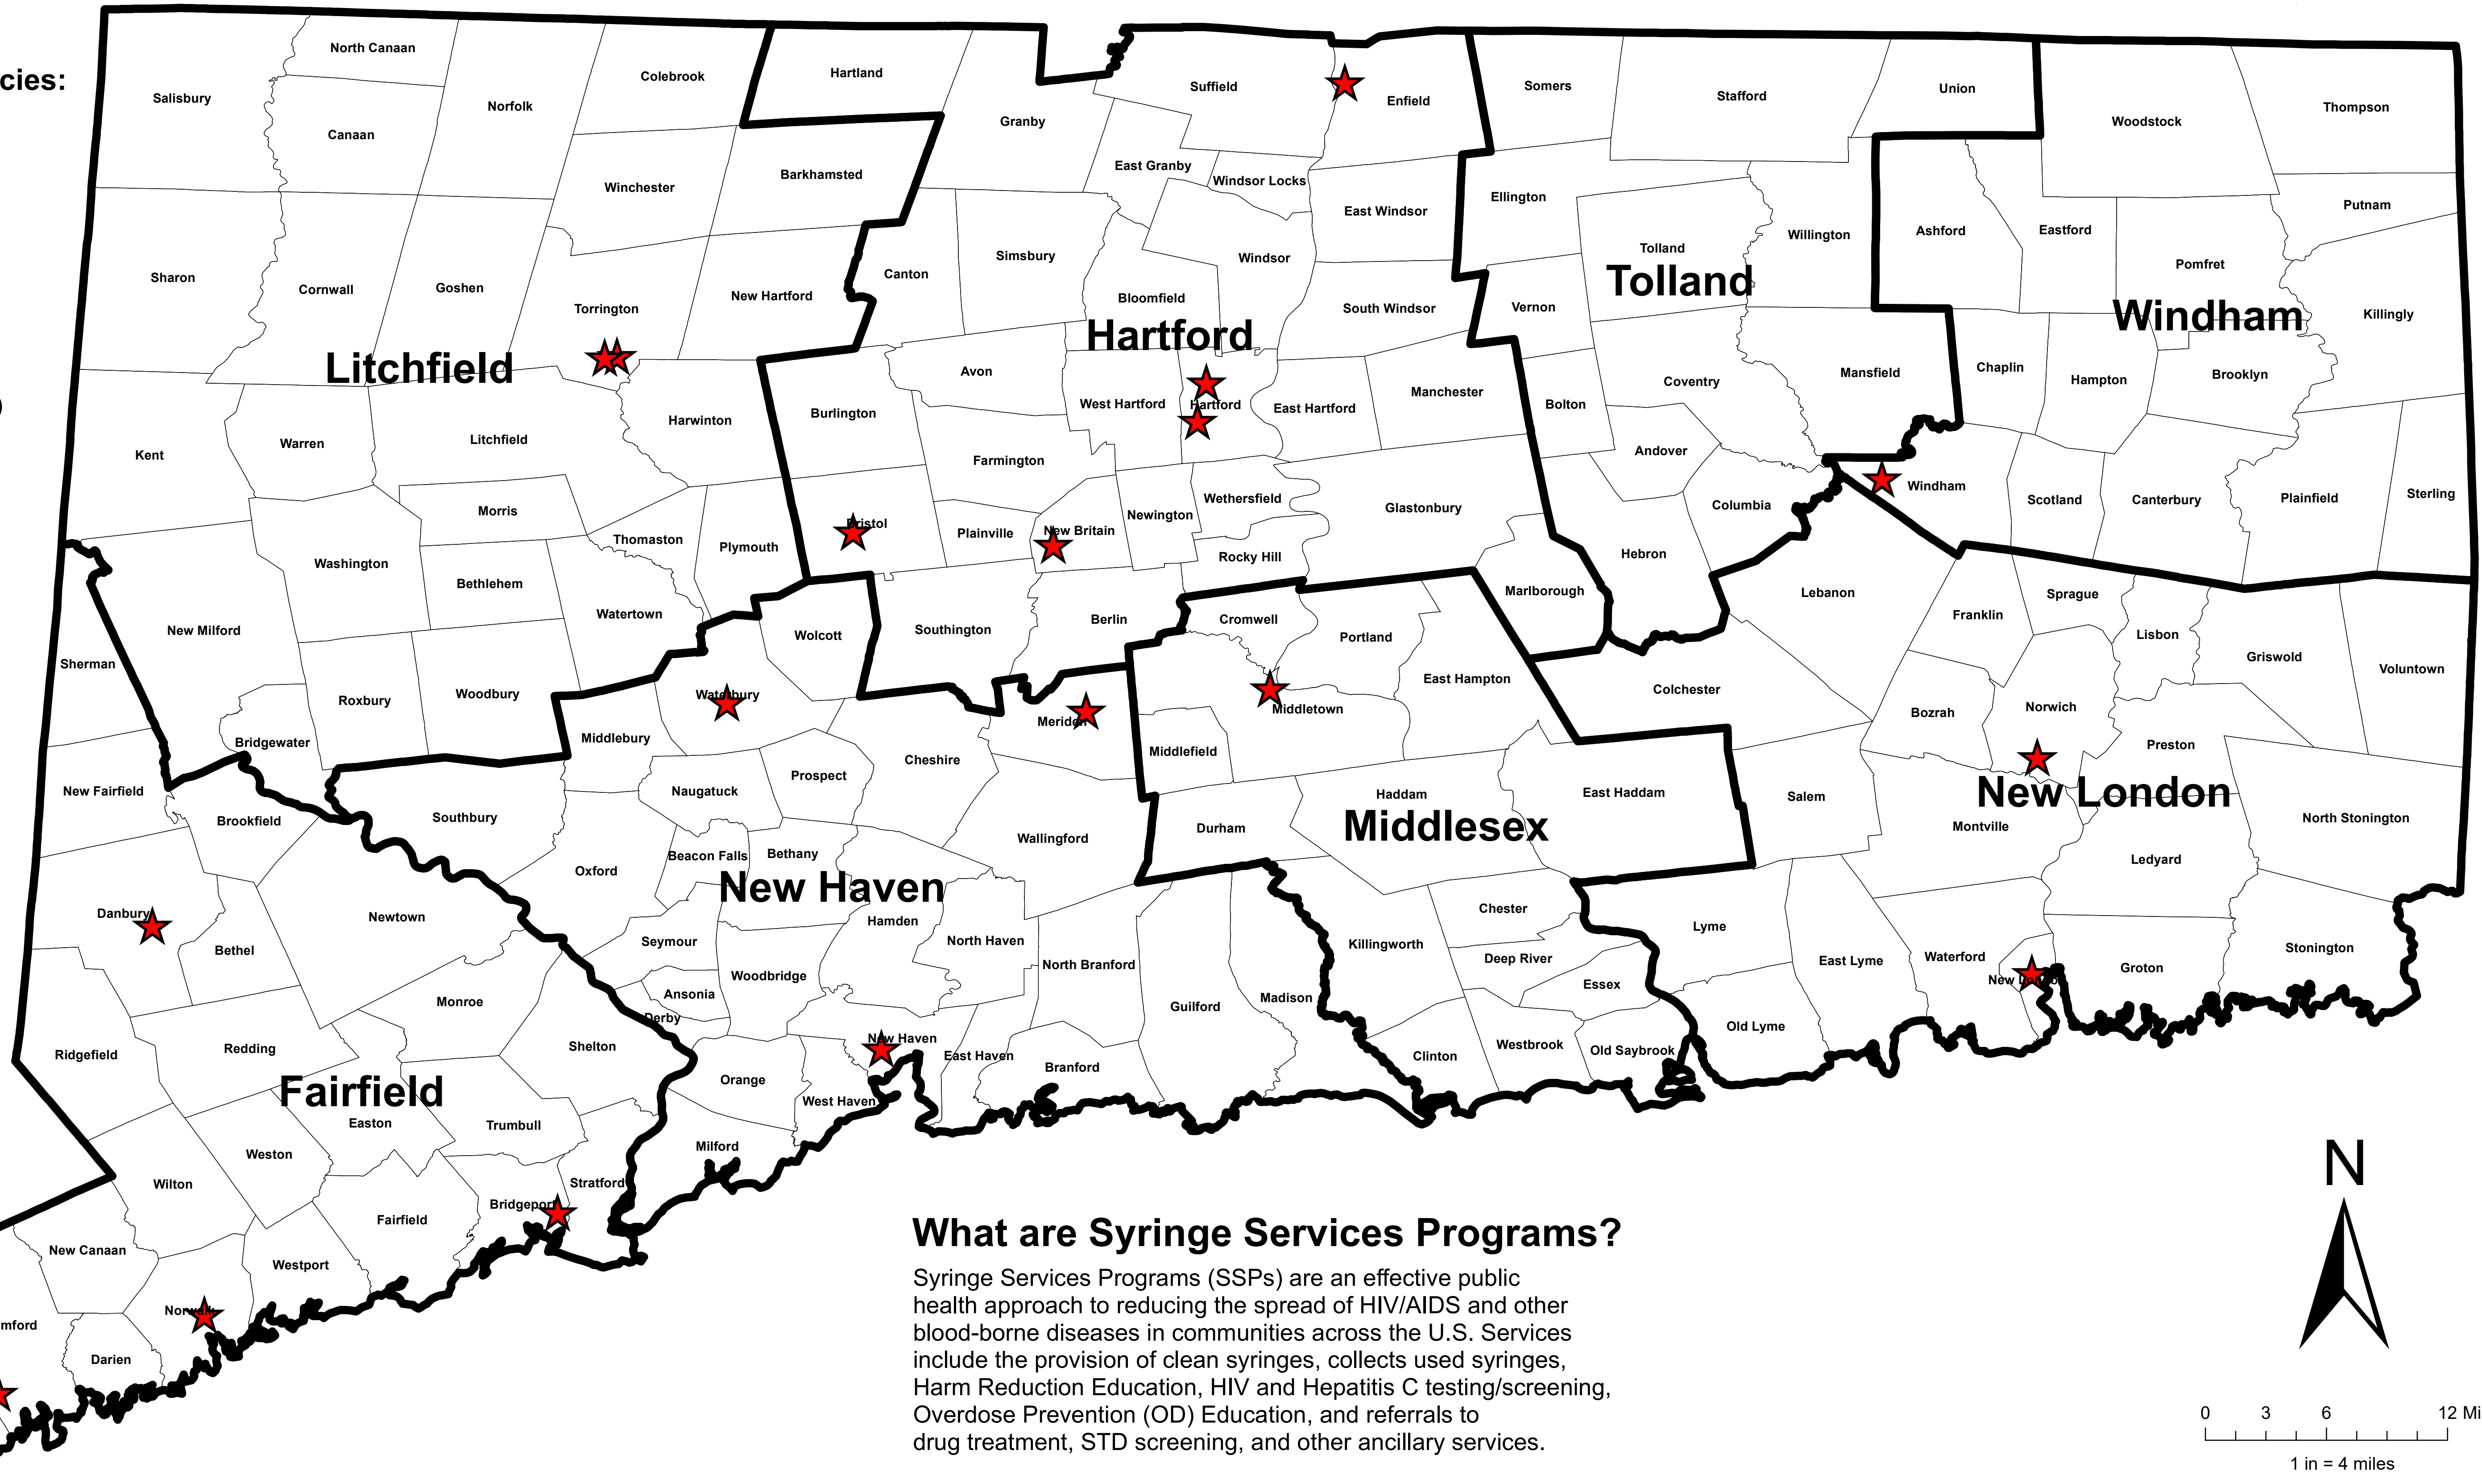 cies:
)
North Canaan
Colebrook
Hartland
Salisbury
Norfolk
Canaan
Suffield
Enfield
Somers
Stafford
Union
Woodstock
Thompson
Granby
East Granby
Windsor Locks
Winchester
Barkhamsted
East Windsor
Ellington
Putnam
Tolland
Willington
Ashford
Eastford
Pomfret
Sharon
Cornwall
Goshen
Torrington
New Hartford
Canton
Simsbury
Windsor
Bloomfield
South Windsor
Vernon
Tolland
Windham
Killingly
Litchfield
Hartford
Avon
West Hartford
Hartford
East Hartford
Manchester
Bolton
Coventry
Mansfield
Chaplin
Hampton
Brooklyn
Kent
Warren
Litchfield
Harwinton
Burlington
Farmington
Wethersfield
Glastonbury
Andover
Columbia
Windham
Scotland
Canterbury
Plainfield
Sterling
Morris
Thomaston
Plymouth
Bristol
Plainville
New Britain
Newington
Rocky Hill
Hebron
Washington
Bethlehem
Watertown
Marlborough
Lebanon
Franklin
Sprague
New Milford
Wolcott
Southington
Berlin
Cromwell
Portland
Lisbon
Griswold
Voluntown
Sherman
Roxbury
Woodbury
Waterbury
Meriden
Middletown
East Hampton
Colchester
Bozrah
Norwich
Preston
Bridgewater
Middlebury
Prospect
Cheshire
Middlefield
New Fairfield
Brookfield
Southbury
Naugatuck
Wallingford
Durham
Haddam
East Haddam
Middlesex
Salem
New London
Montville
North Stonington
Ledyard
Oxford
Beacon Falls
Bethany
New Haven
Danbury
Newtown
Bethel
Seymour
Hamden
North Haven
Woodbridge
North Branford
Killingworth
Chester
Deep River
Essex
Lyme
East Lyme
Waterford
New London
Groton
Stonington
Ansonia
Derby
Monroe
Guilford
Madison
Ridgefield
Redding
Shelton
New Haven
East Haven
Branford
Orange
West Haven
Clinton
Westbrook
Old Saybrook
Old Lyme
Fairfield
Easton
Trumbull
Milford
Weston
Wilton
Stratford
Bridgeport
Fairfield
New Canaan
Westport
Norwalk
mford
Darien
What are Syringe Services Programs?
Syringe Services Programs (SSPs) are an effective public
health approach to reducing the spread of HIV/AIDS and other
blood-borne diseases in communities across the U.S. Services
include the provision of clean syringes, collects used syringes,
Harm Reduction Education, HIV and Hepatitis C testing/screening,
Overdose Prevention (OD) Education, and referrals to
drug treatment, STD screening, and other ancillary services.
N
0 3 6 12 Mi
1 in = 4 miles